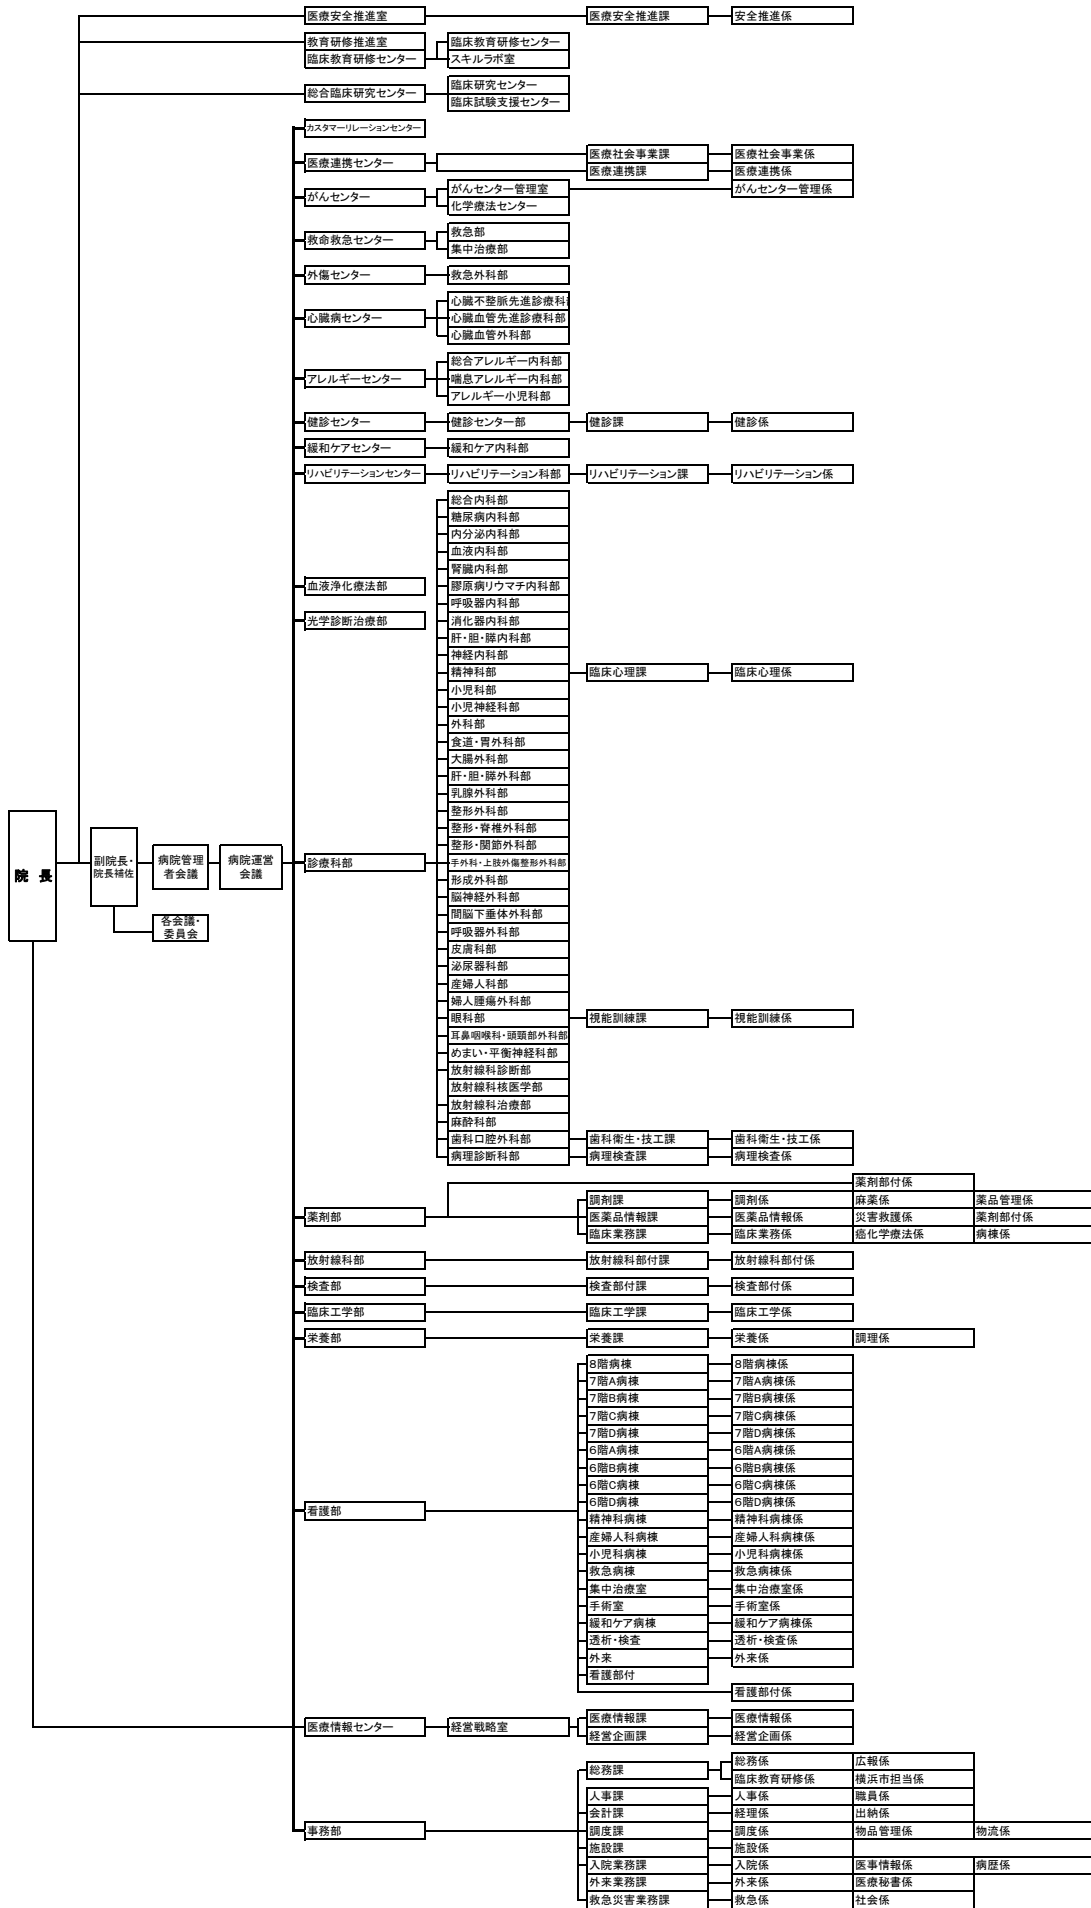 医療安全推進室 医療安全推進課 安全推進係
教育研修推進室 臨床教育研修センター
臨床教育研修センター スキルラボ室
総合臨床研究センター 臨床研究センター
臨床試験支援センター
カスタマーリレーションセンター
医療連携センター 医療社会事業課 医療社会事業係
医療連携課 医療連携係
がんセンター がんセンター管理室 がんセンター管理係
化学療法センター
救命救急センター 救急部
集中治療部
外傷センター 救急外科部
心臓病センター 心臓不整脈先進診療科
心臓血管先進診療科部
心臓血管外科部
アレルギーセンター 総合アレルギー内科部
喘息アレルギー内科部
アレルギー小児科部
健診センター 健診センター部 健診課 健診係
緩和ケアセンター 緩和ケア内科部
リハビリテーションセンター リハビリテーション科部 リハビリテーション課 リハビリテーション係
総合内科部
糖尿病内科部
内分泌内科部
血液内科部
腎臓内科部
血液浄化療法部 膠原病リウマチ内科部
呼吸器内科部
光学診断治療部 消化器内科部
肝・胆・膵内科部
神経内科部
精神科部 臨床心理課 臨床心理係
小児科部
小児神経科部
外科部
食道・胃外科部
大腸外科部
肝・胆・膵外科部
乳腺外科部
整形外科部
整形・脊椎外科部
整形・関節外科部
院長 副院長・院長補佐 病院管理者会議 病院運営会議 診療科部 手外科・上肢外傷整形外科部
形成外科部
脳神経外科部
各会議・委員会 間脳下垂体外科部
呼吸器外科部
皮膚科部
泌尿器科部
産婦人科部
婦人腫瘍外科部
眼科部 視能訓練課 視能訓練係
耳鼻咽喉科・頭頸部外科部
めまい・平衡神経科部
放射線科診断部
放射線科核医学部
放射線科治療部
麻酔科部
歯科口腔外科部 歯科衛生・技工課 歯科衛生・技工係
病理診断科部 病理検査課 病理検査係
薬剤部付係
調剤課 調剤係 麻薬係 薬品管理係
薬剤部 医薬品情報課 医薬品情報係 災害救護係 薬剤部付係
臨床業務課 臨床業務係 癌化学療法係 病棟係
放射線科部 放射線科部付課 放射線科部付係
検査部 検査部付課 検査部付係
臨床工学部 臨床工学課 臨床工学係
栄養部 栄養課 栄養係 調理係
8階病棟 8階病棟係
7階A病棟 7階A病棟係
7階B病棟 7階B病棟係
7階C病棟 7階C病棟係
7階D病棟 7階D病棟係
6階A病棟 6階A病棟係
6階B病棟 6階B病棟係
6階C病棟 6階C病棟係
看護部 6階D病棟 6階D病棟係
精神科病棟 精神科病棟係
産婦人科病棟 産婦人科病棟係
小児科病棟 小児科病棟係
救急病棟 救急病棟係
集中治療室 集中治療室係
手術室 手術室係
緩和ケア病棟 緩和ケア病棟係
透析・検査 透析・検査係
外来 外来係
看護部付
看護部付係
医療情報センター 経営戦略室 医療情報課 医療情報係
経営企画課 経営企画係
総務課 総務係 広報係
臨床教育研修係 横浜市担当係
人事課 人事係 職員係
会計課 経理係 出納係
事務部 調度課 調度係 物品管理係 物流係
施設課 施設係
入院業務課 入院係 医事情報係 病歴係
外来業務課 外来係 医療秘書係
救急災害業務課 救急係 社会係